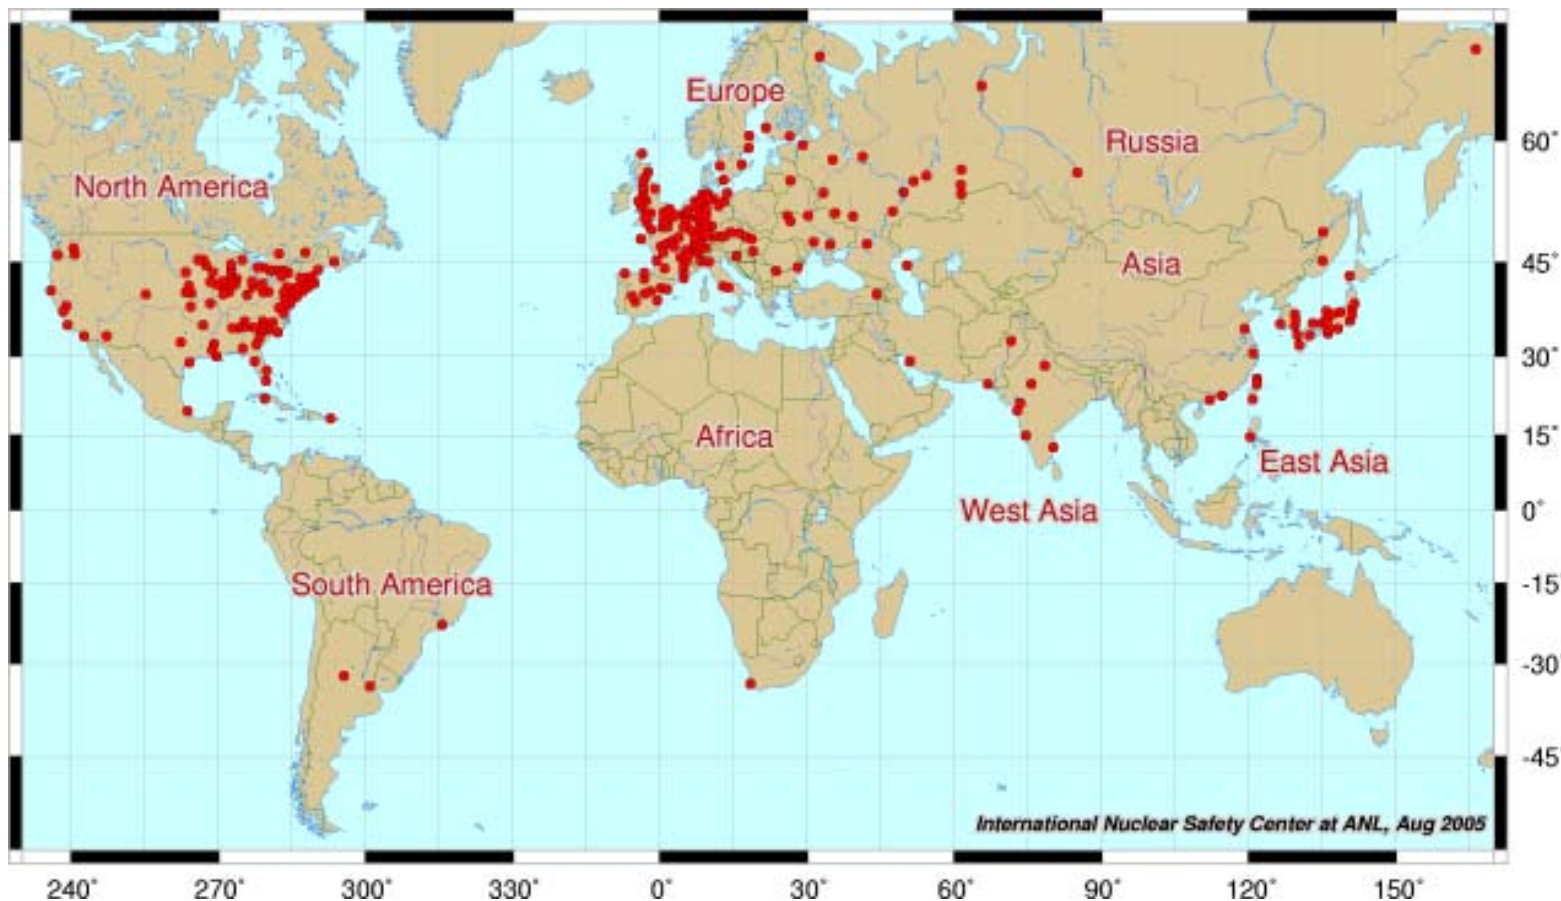 Europe
Russia
North America
Asia
Africa
East Asia
West Asia
South America
International Nuclear Safety Center at ANL, Aug 2005
60°
45°
30°
15°
0°
-15°
-30°
-45°
240° 270° 300° 330° 0° 30° 60° 90° 120° 150°